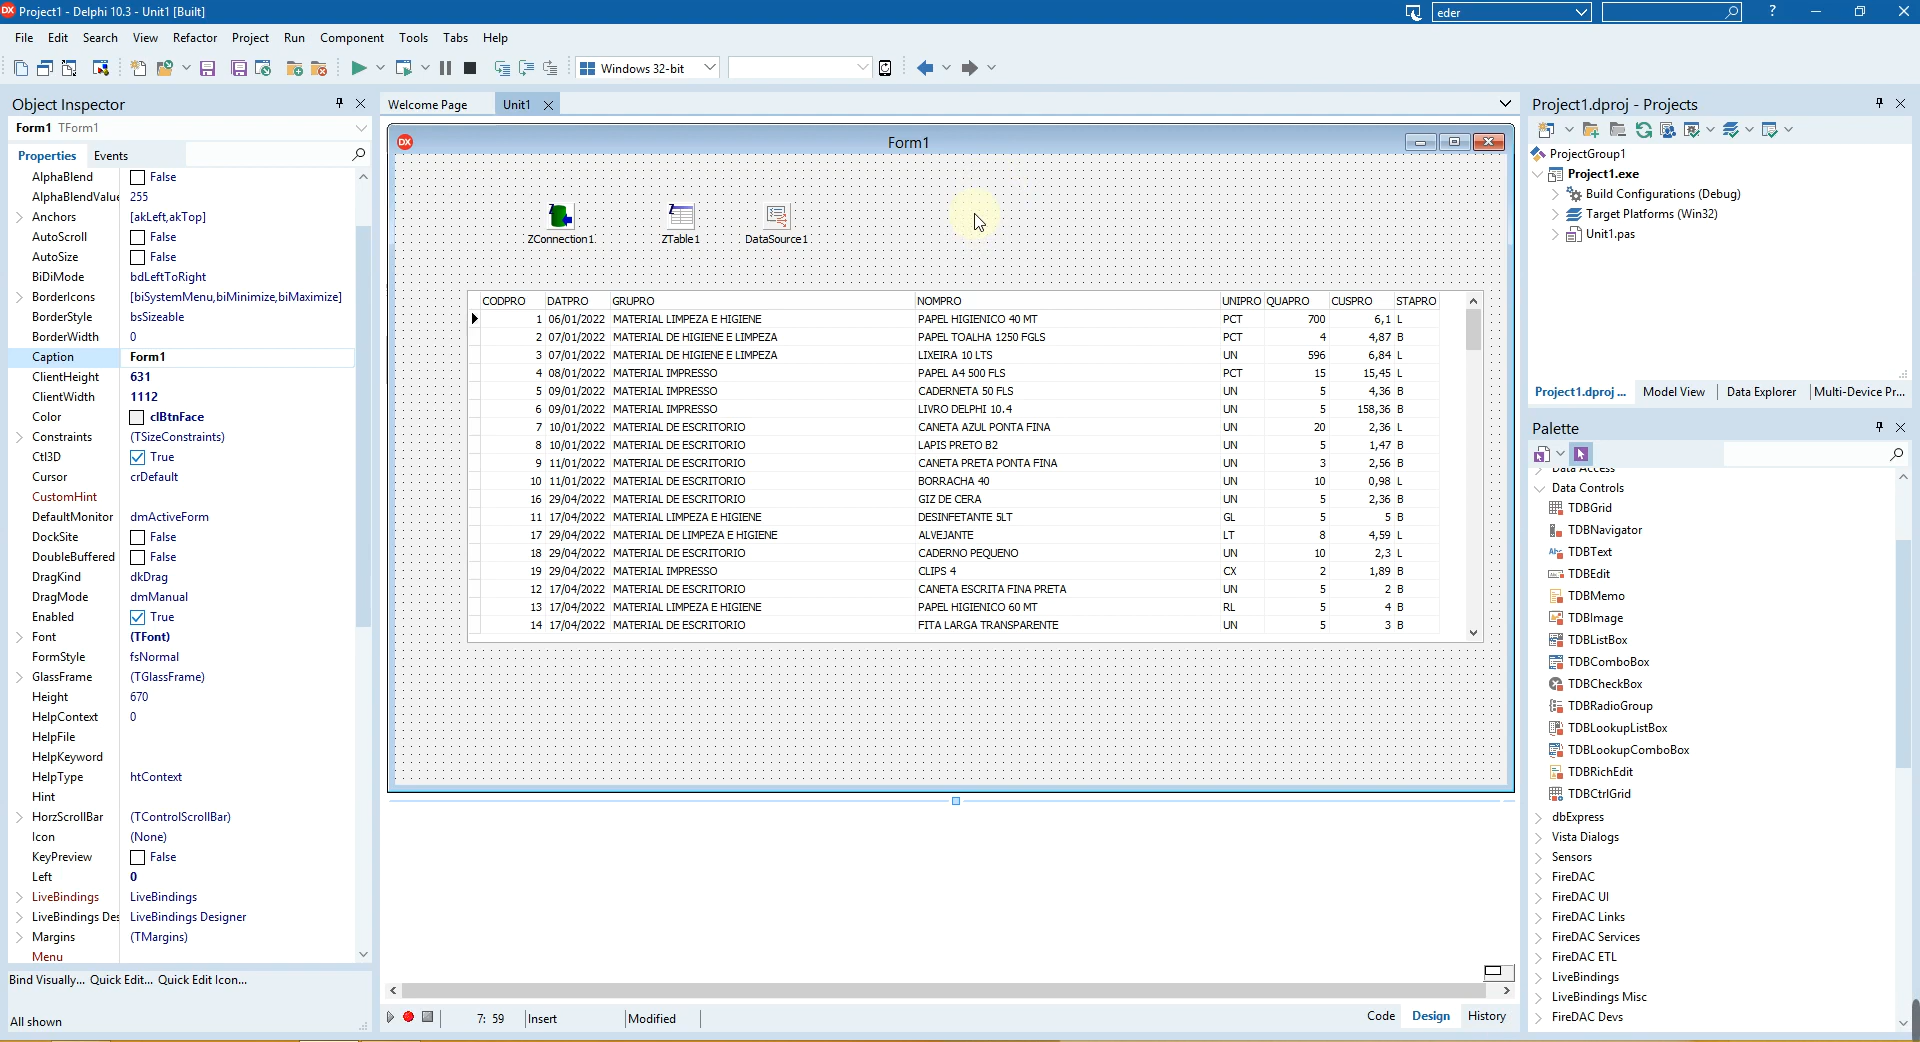 DX Project1 - Delphi 10.3 - Unit1 [Built]
eder
?
File Edit Search View Refactor Project Run Component Tools Tabs Help
Windows 32-bit
Object Inspector
Form1 TForm1
Properties Events
AlphaBlend False
AlphaBlendValue 255
Anchors [akLeft,akTop]
AutoScroll False
AutoSize False
BiDiMode bdLeftToRight
BorderIcons [biSystemMenu,biMinimize,biMaximize]
BorderStyle bsSizeable
BorderWidth 0
Caption Form1
ClientHeight 631
ClientWidth 1112
Color clBtnFace
Constraints (TSizeConstraints)
Ctl3D True
Cursor crDefault
CustomHint
DefaultMonitor dmActiveForm
DockSite False
DoubleBuffered False
DragKind dkDrag
DragMode dmManual
Enabled True
Font (TFont)
FormStyle fsNormal
GlassFrame (TGlassFrame)
Height 670
HelpContext 0
HelpFile
HelpKeyword
HelpType htContext
Hint
HorzScrollBar (TControlScrollBar)
Icon (None)
KeyPreview False
Left 0
LiveBindings LiveBindings
LiveBindings Des LiveBindings Designer
Margins (TMargins)
Menu
Bind Visually... Quick Edit... Quick Edit Icon...
All shown
Welcome Page Unit1
DX Form1
ZConnection1 ZTable1 DataSource1
CODPRO DATPRO GRUPRO NOMPRO UNIPRO QUAPRO CUSPRO STAPRO
1 06/01/2022 MATERIAL LIMPEZA E HIGIENE PAPEL HIGIENICO 40 MT PCT 700 6,1 L
2 07/01/2022 MATERIAL DE HIGIENE E LIMPEZA PAPEL TOALHA 1250 FGLS PCT 4 4,87 B
3 07/01/2022 MATERIAL DE HIGIENE E LIMPEZA LIXEIRA 10 LTS UN 596 6,84 L
4 08/01/2022 MATERIAL IMPRESSO PAPEL A4 500 FLS PCT 15 15,45 L
5 09/01/2022 MATERIAL IMPRESSO CADERNETA 50 FLS UN 5 4,36 B
6 09/01/2022 MATERIAL IMPRESSO LIVRO DELPHI 10.4 UN 5 158,36 B
7 10/01/2022 MATERIAL DE ESCRITORIO CANETA AZUL PONTA FINA UN 20 2,36 L
8 10/01/2022 MATERIAL DE ESCRITORIO LAPIS PRETO B2 UN 5 1,47 B
9 11/01/2022 MATERIAL DE ESCRITORIO CANETA PRETA PONTA FINA UN 3 2,56 B
10 11/01/2022 MATERIAL DE ESCRITORIO BORRACHA 40 UN 10 0,98 L
16 29/04/2022 MATERIAL DE ESCRITORIO GIZ DE CERA UN 5 2,36 B
11 17/04/2022 MATERIAL LIMPEZA E HIGIENE DESINFETANTE 5LT GL 5 5 B
17 29/04/2022 MATERIAL DE LIMPEZA E HIGIENE ALVEJANTE LT 8 4,59 L
18 29/04/2022 MATERIAL DE ESCRITORIO CADERNO PEQUENO UN 10 2,3 L
19 29/04/2022 MATERIAL IMPRESSO CLIPS 4 CX 2 1,89 B
12 17/04/2022 MATERIAL DE ESCRITORIO CANETA ESCRITA FINA PRETA UN 5 2 B
13 17/04/2022 MATERIAL LIMPEZA E HIGIENE PAPEL HIGIENICO 60 MT RL 5 4 B
14 17/04/2022 MATERIAL DE ESCRITORIO FITA LARGA TRANSPARENTE UN 5 3 B
7: 59 Insert Modified
Code Design History
Project1.dproj - Projects
ProjectGroup1
Project1.exe
Build Configurations (Debug)
Target Platforms (Win32)
Unit1.pas
Project1.dproj ... Model View Data Explorer Multi-Device Pr...
Palette
Data Access
Data Controls
TDBGrid
TDBNavigator
TDBText
TDBEdit
TDBMemo
TDBImage
TDBListBox
TDBComboBox
TDBCheckBox
TDBRadioGroup
TDBLookupListBox
TDBLookupComboBox
TDBRichEdit
TDBCtrlGrid
dbExpress
Vista Dialogs
Sensors
FireDAC
FireDAC UI
FireDAC Links
FireDAC Services
FireDAC ETL
LiveBindings
LiveBindings Misc
FireDAC Devs